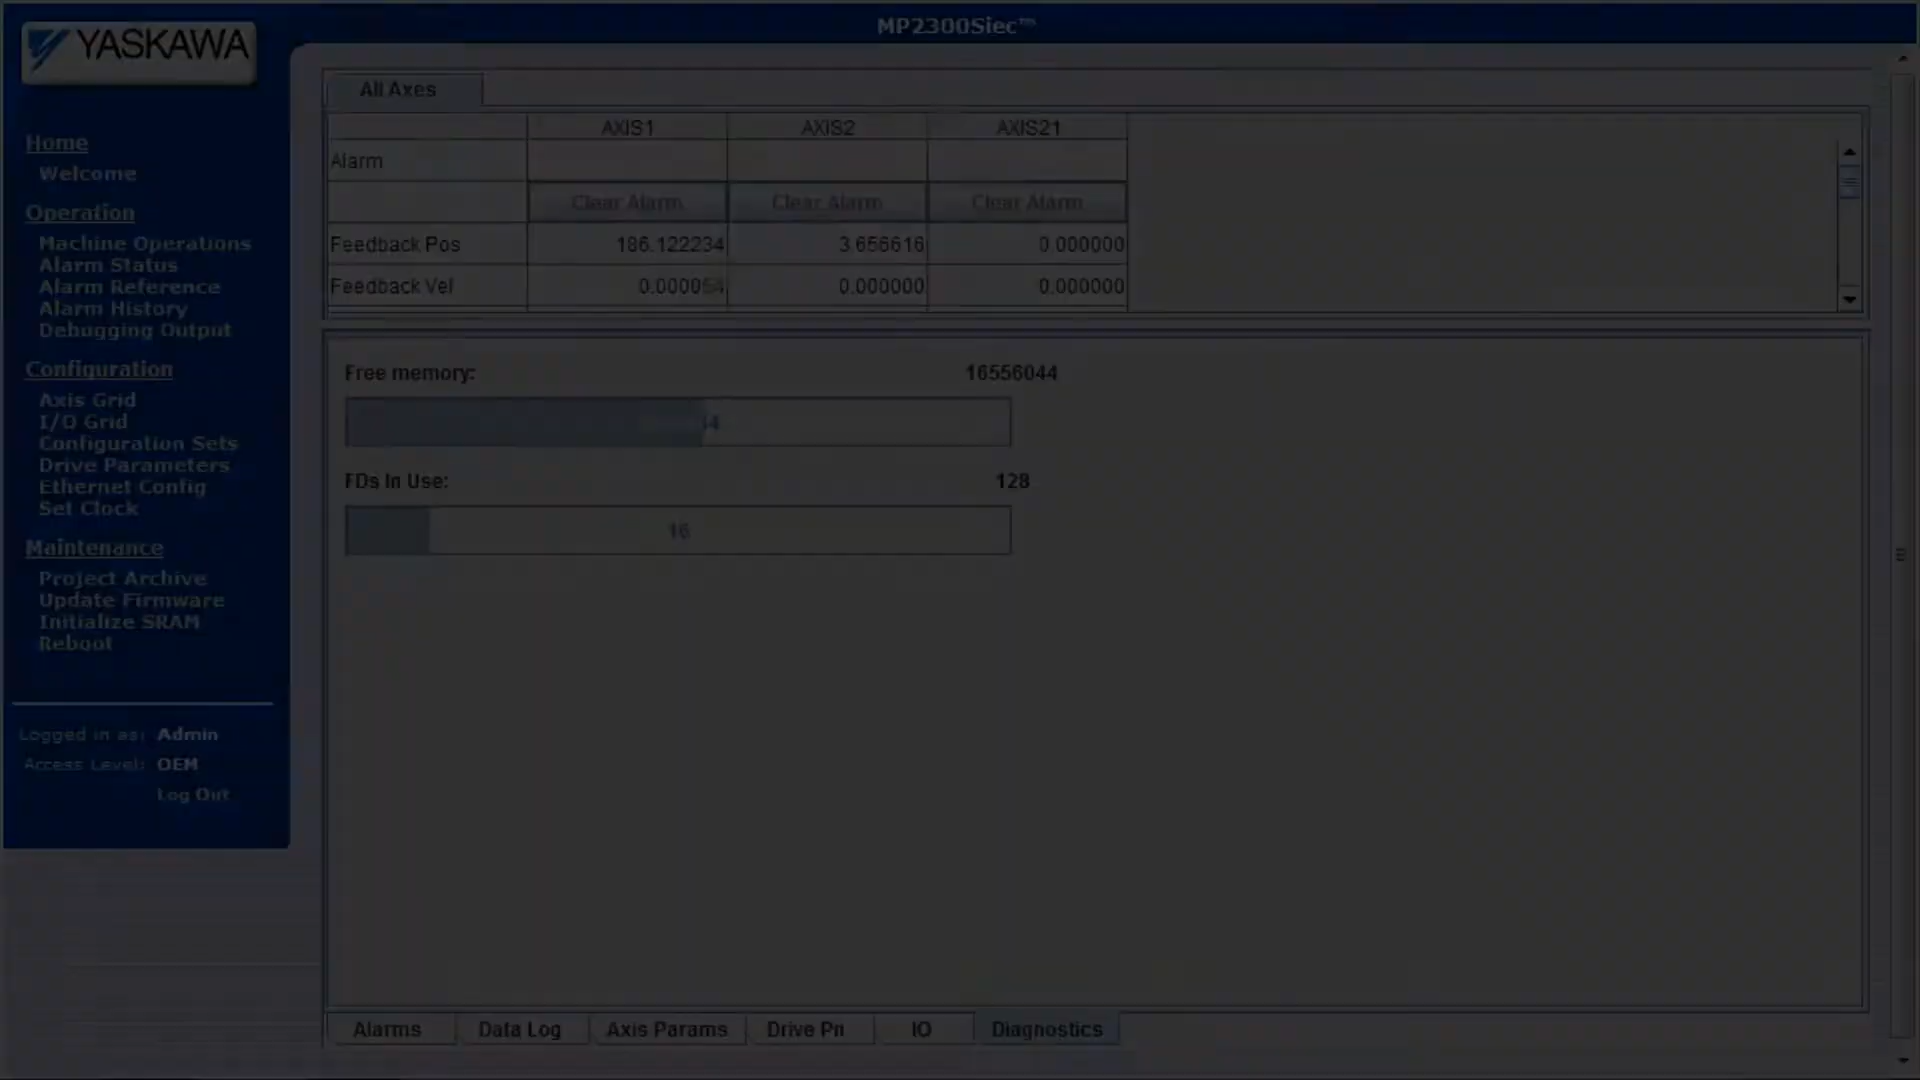 MP2300Siec™
YASKAWA
Home
Welcome
Operation
Machine Operations
Alarm Status
Alarm Reference
Alarm History
Debugging Output
Configuration
Axis Grid
I/O Grid
Configuration Sets
Drive Parameters
Ethernet Config
Set Clock
Maintenance
Project Archive
Update Firmware
Initialize SRAM
Reboot
Logged in as: Admin
Access Level: OEM
Log Out
All Axes
AXIS1 AXIS2 AXIS21
Alarm
Clear Alarm Clear Alarm Clear Alarm
Feedback Pos 186.122234 3.656616 0.000000
Feedback Vel 0.000054 0.000000 0.000000
Free memory: 16556044
FDs In Use: 128
16
Alarms Data Log Axis Params Drive Pn IO Diagnostics